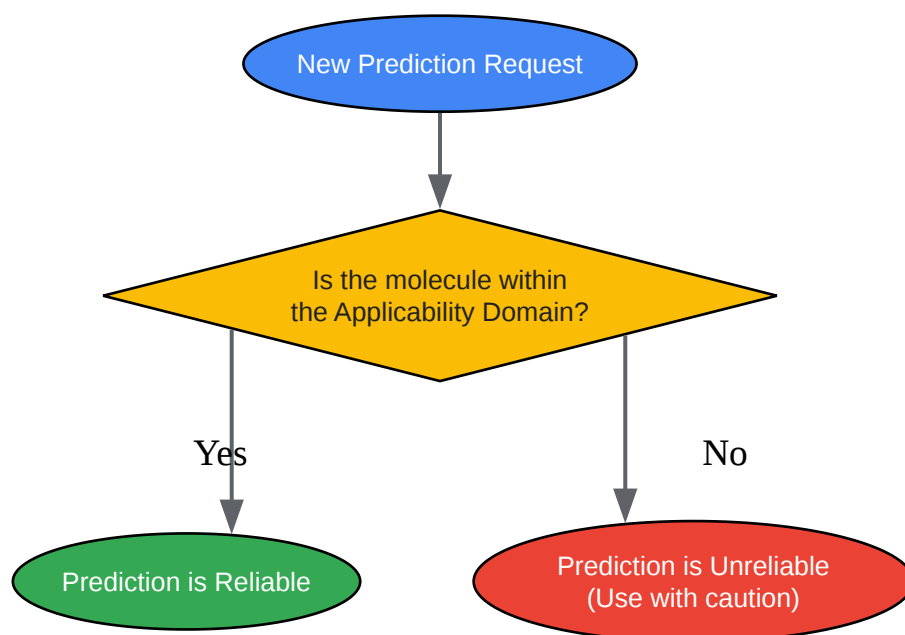 New Prediction Request
Is the molecule within
the Applicability Domain?
Yes
No
Prediction is Reliable
Prediction is Unreliable
(Use with caution)